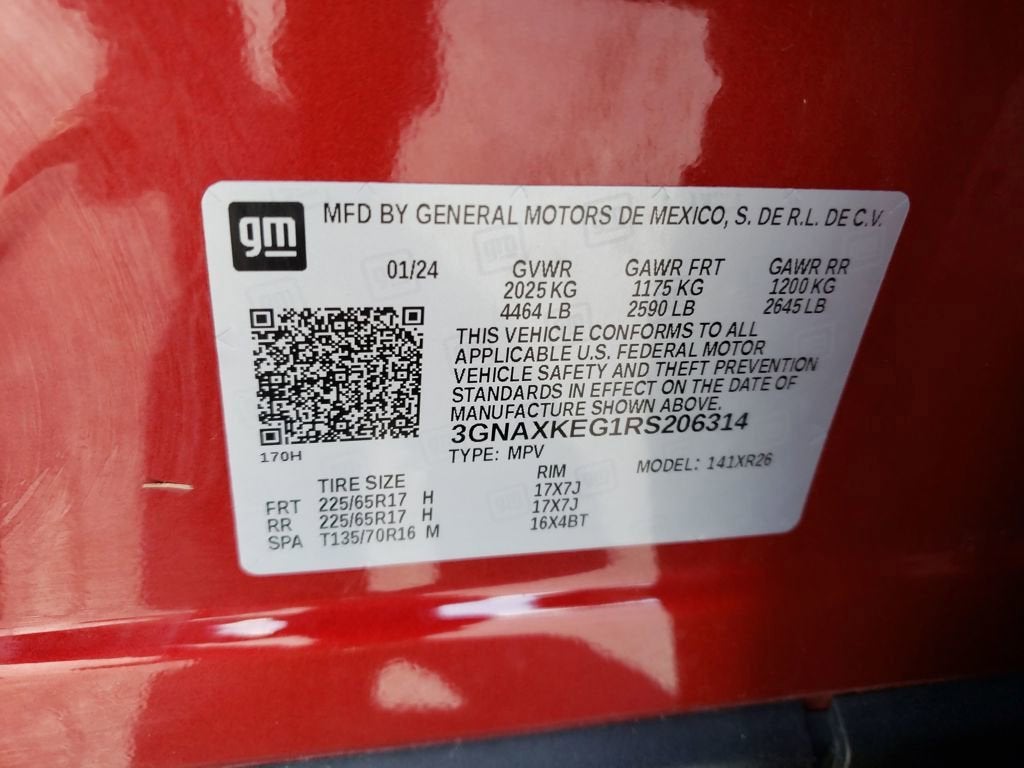 gm
MFD BY GENERAL MOTORS DE MEXICO, S. DE R.L. DE C.V.
01/24 GVWR GAWR FRT GAWR RR
2025 KG 1175 KG 1200 KG
4464 LB 2590 LB 2645 LB
THIS VEHICLE CONFORMS TO ALL
APPLICABLE U.S. FEDERAL MOTOR
VEHICLE SAFETY AND THEFT PREVENTION
STANDARDS IN EFFECT ON THE DATE OF
MANUFACTURE SHOWN ABOVE.
3GNAXKEG1RS206314
170H
TYPE: MPV
MODEL: 141XR26
TIRE SIZE RIM
FRT 225/65R17 H 17X7J
RR 225/65R17 H 17X7J
SPA T135/70R16 M 16X4BT